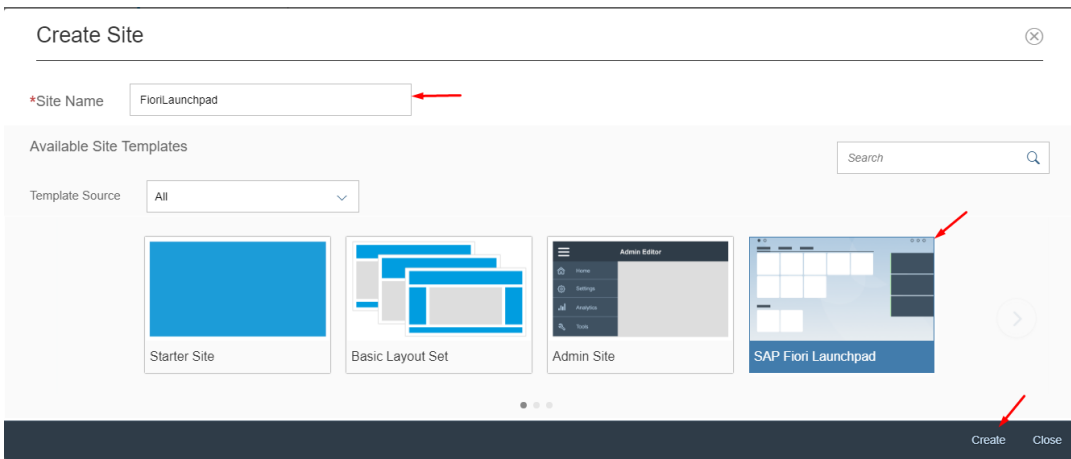 Create Site
*Site Name
FioriLaunchpad
Available Site Templates
Search
Template Source
All
Admin Editor
Home
Settings
Analytics
Tools
Starter Site
Basic Layout Set
Admin Site
SAP Fiori Launchpad
Create Close